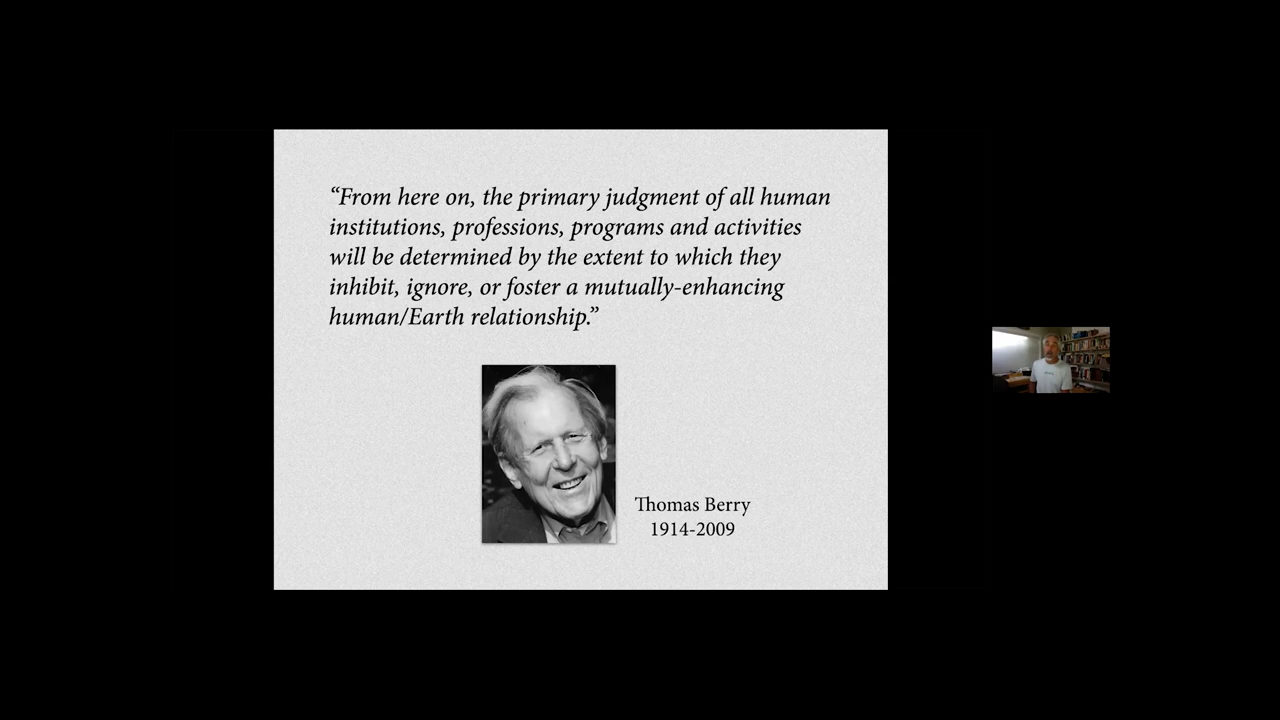 “From here on, the primary judgment of all human
institutions, professions, programs and activities
will be determined by the extent to which they
inhibit, ignore, or foster a mutually-enhancing
human/Earth relationship.”
Thomas Berry
1914-2009